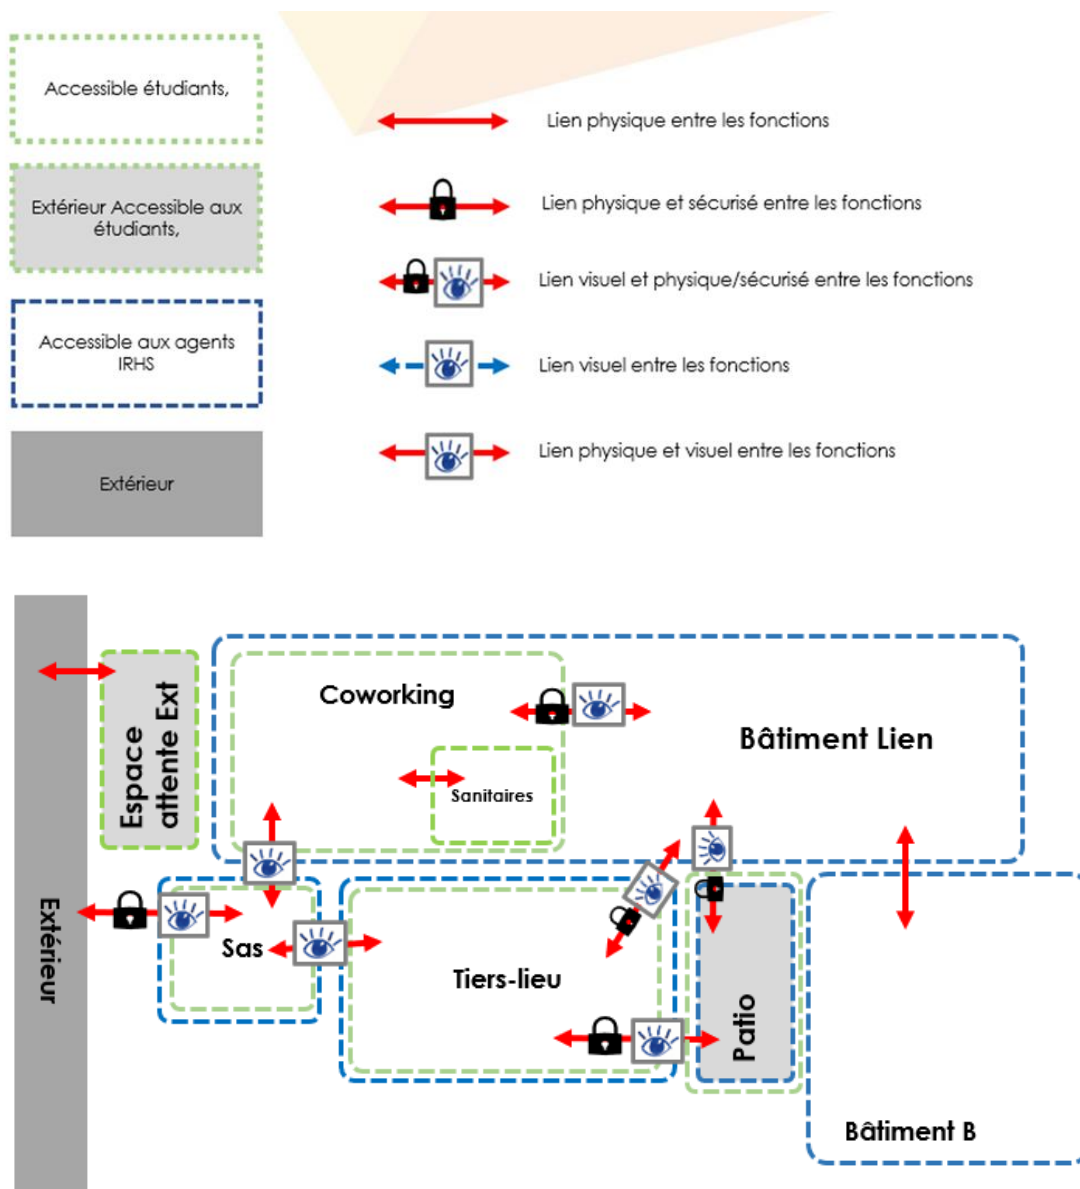 Accessible étudiants,
Lien physique entre les fonctions
Extérieur Accessible aux
étudiants,
Lien physique et sécurisé entre les fonctions
Lien visuel et physique/sécurisé entre les fonctions
Accessible aux agents
IRHS
Lien visuel entre les fonctions
Lien physique et visuel entre les fonctions
Extérieur
Espace
attente Ext
Coworking
Sanitaires
Bâtiment Lien
Extérieur
Sas
Tiers-lieu
Patio
Bâtiment B